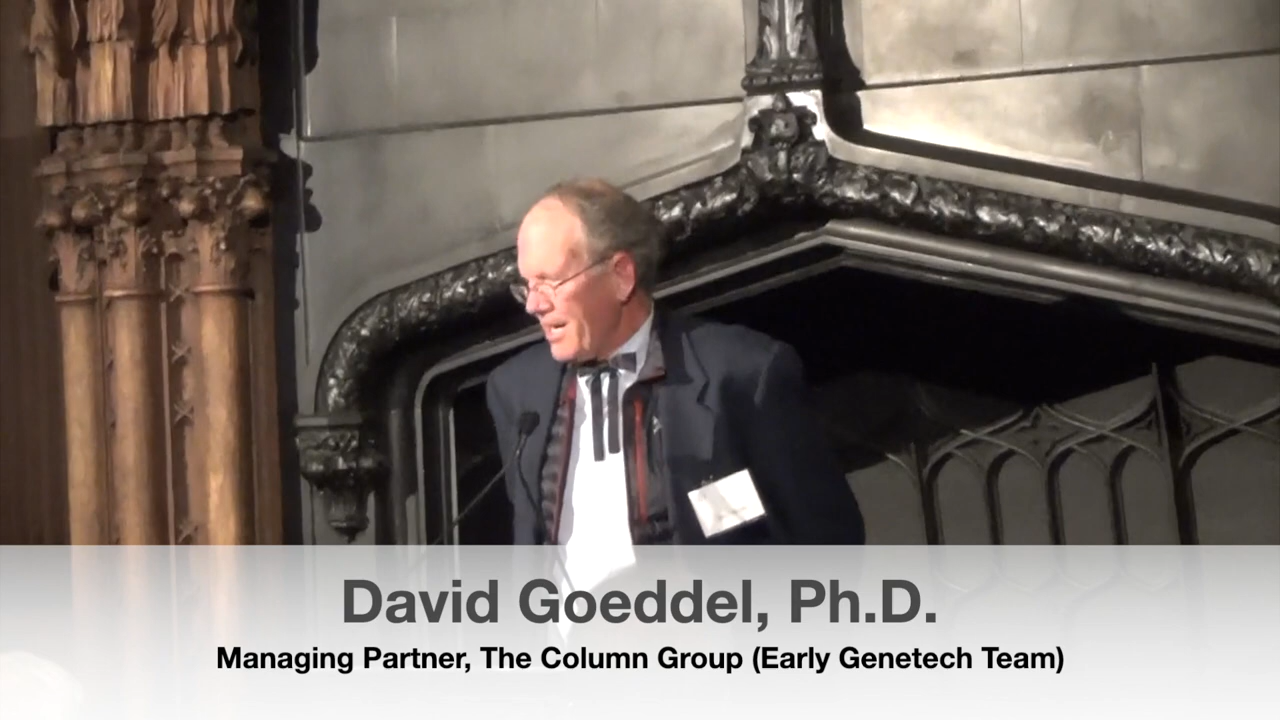 David Goeddel, Ph.D.
Managing Partner, The Column Group (Early Genetech Team)